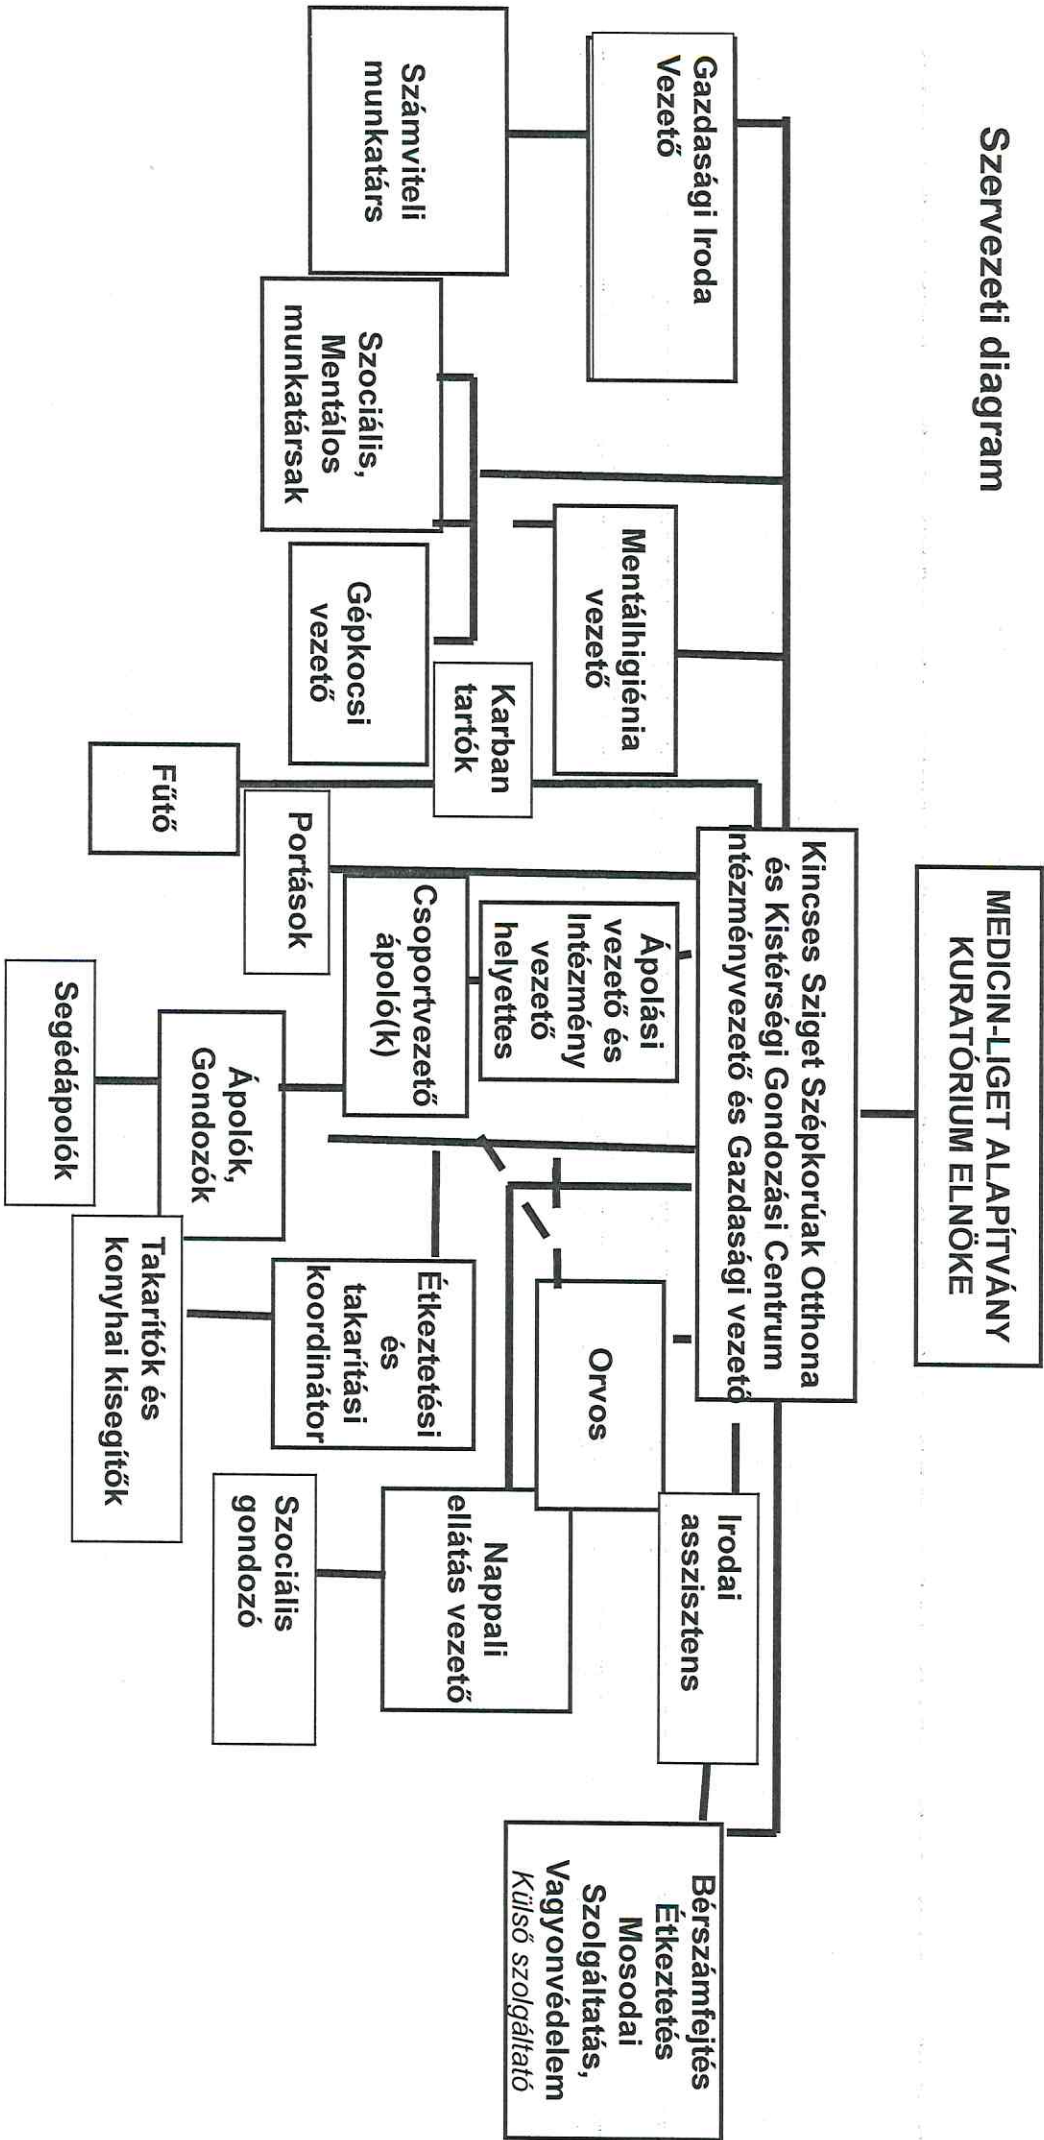 Szervezeti diagram
MEDICIN-LIGET ALAPÍTVÁNY
KURATÓRIUM ELNÖKE
Kincses Sziget Szépkorúak Otthona
és Kistérségi Gondozási Centrum
Intézményvezető és Gazdasági vezető
Gazdasági Iroda
Vezető
Számviteli
munkatárs
Mentálhigiénia
vezető
Szociális,
Mentálos
munkatársak
Gépkocsi
vezető
Karban
tartók
Fűtő
Portások
Ápolási
vezető és
Intézmény
vezető
helyettes
Csoportvezető
ápoló(k)
Ápolók,
Gondozók
Segédápolók
Orvos
Étkeztetési
és
takarítási
koordinátor
Takarítók és
konyhai kisegítők
Irodai
asszisztens
Nappali
ellátás vezető
Szociális
gondozó
Bérszámfejtés
Étkeztetés
Mosodai
Szolgáltatás,
Vagyonvédelem
Külső szolgáltató